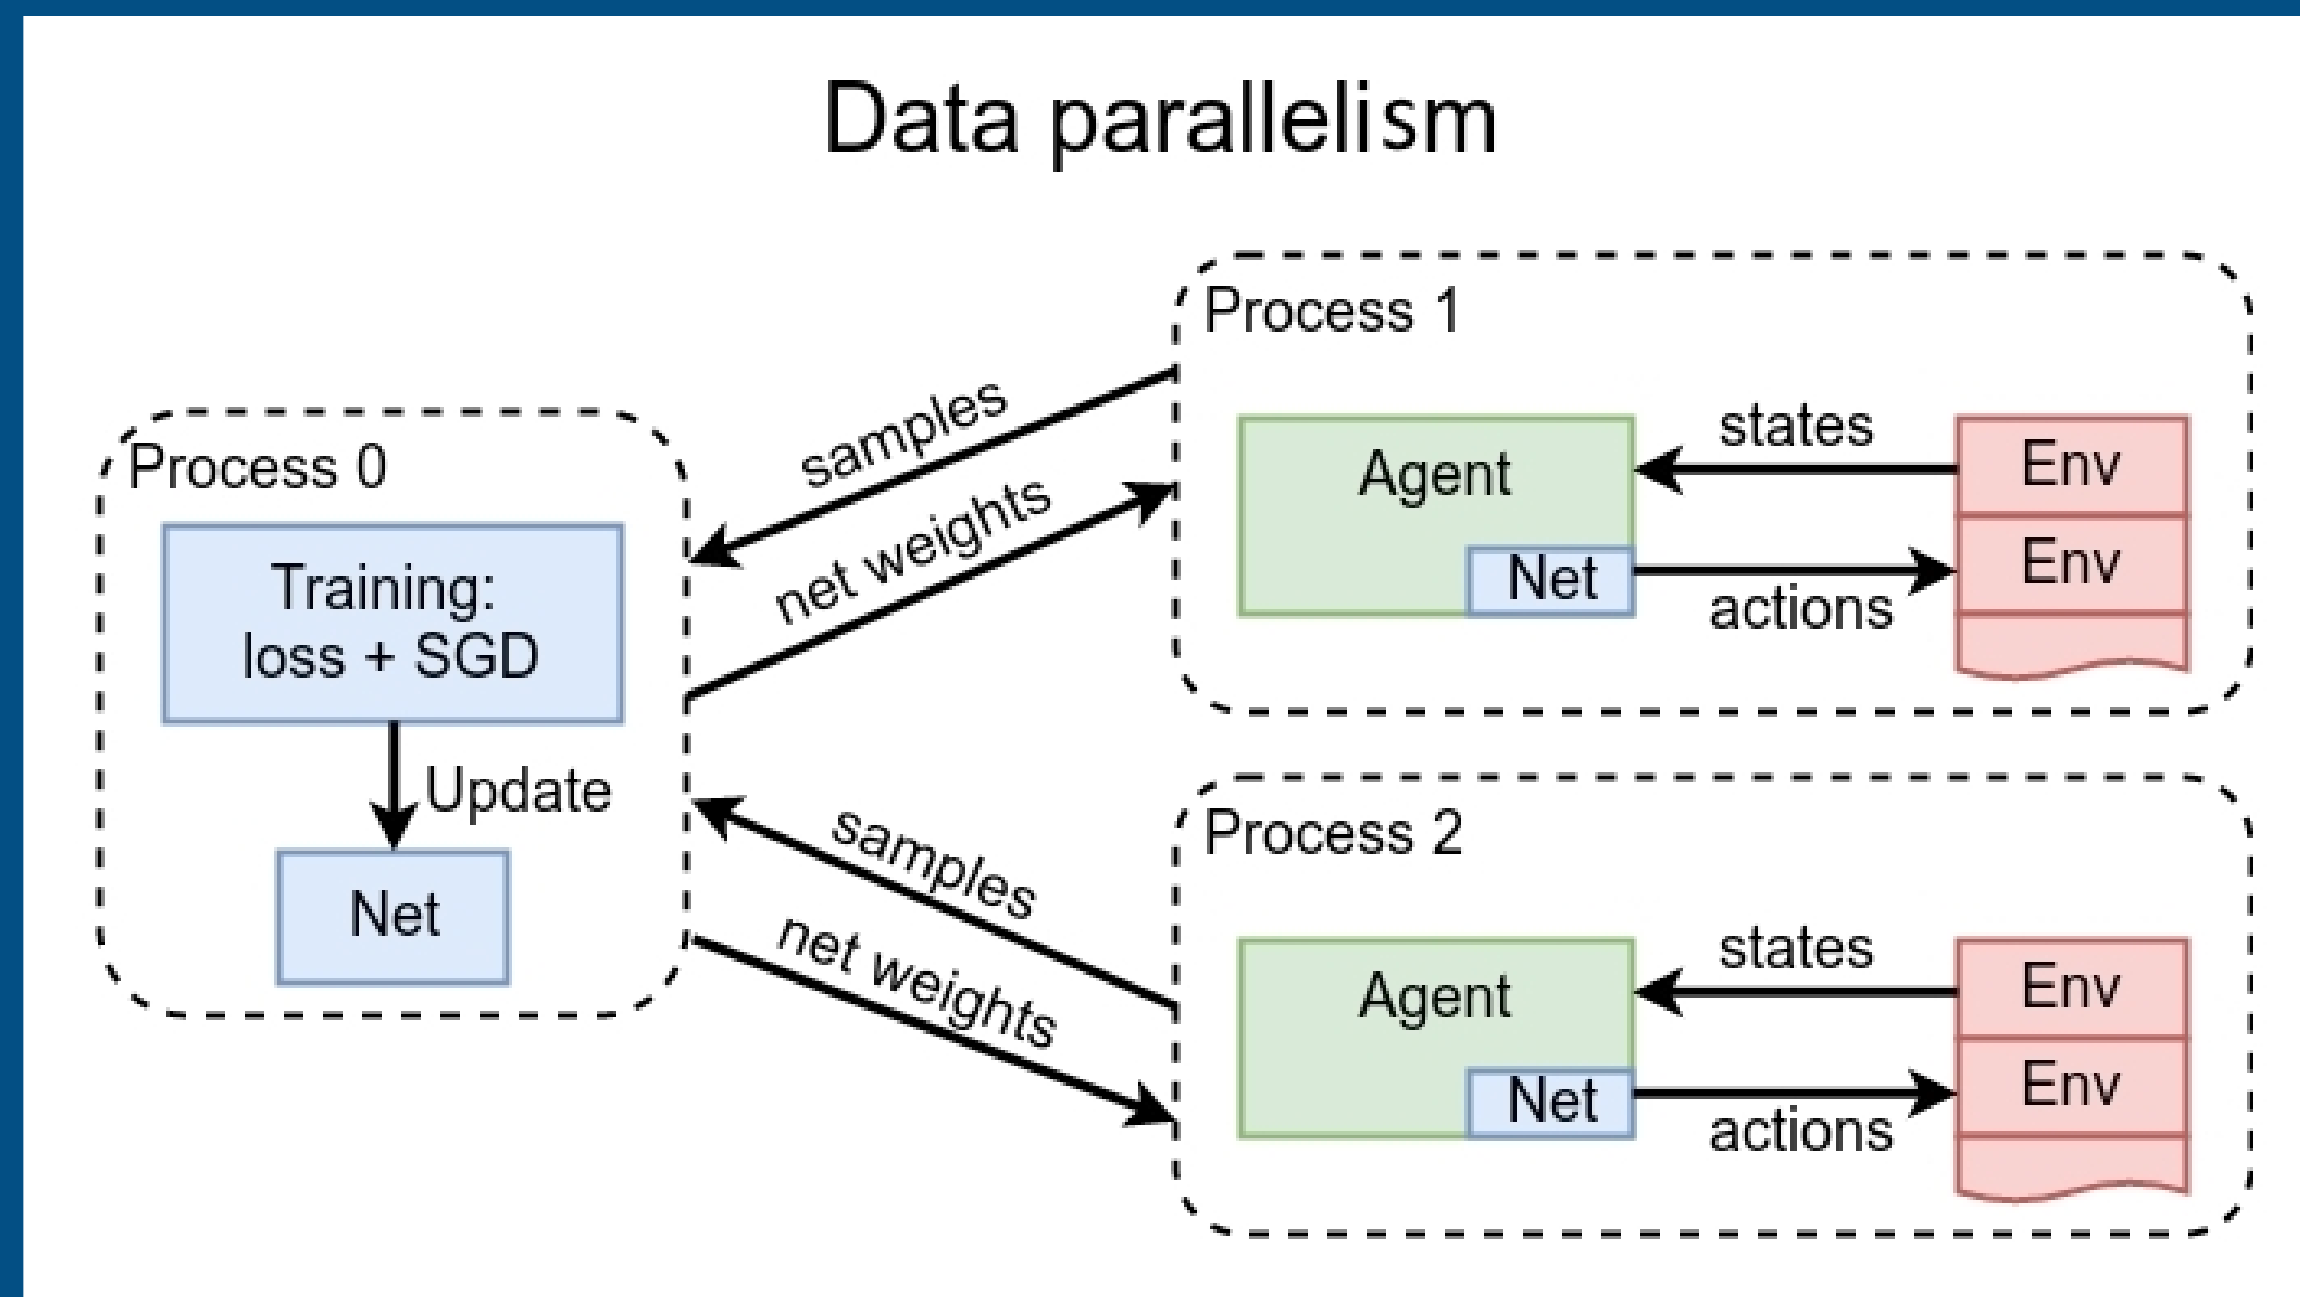 Data parallelism
Process 0
Training:
loss + SGD
Update
Net
samples
net weights
samples
net weights
Process 1
Agent
Net
states
actions
Env
Env
Process 2
Agent
Net
states
actions
Env
Env